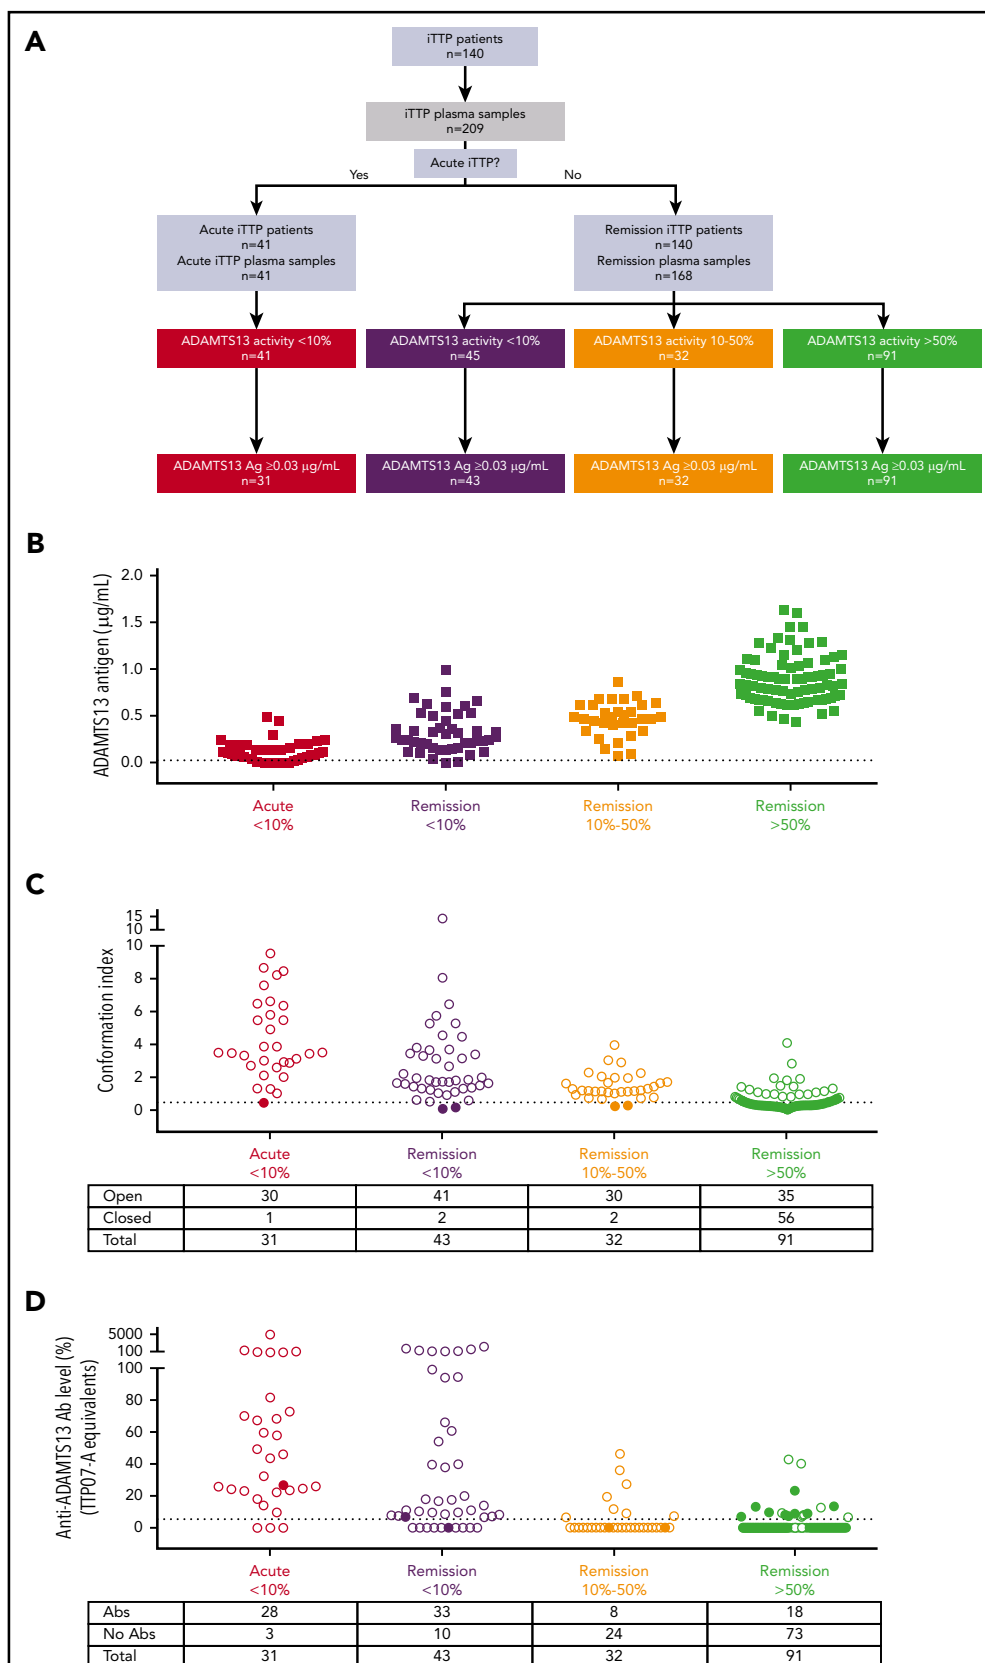 A
iTTP patients
n=140
iTTP plasma samples
n=209
Acute iTTP?
Yes
No
Acute iTTP patients
n=41
Acute iTTP plasma samples
n=41
Remission iTTP patients
n=140
Remission plasma samples
n=168
ADAMTS13 activity <10%
n=41
ADAMTS13 activity <10%
n=45
ADAMTS13 activity 10-50%
n=32
ADAMTS13 activity >50%
n=91
ADAMTS13 Ag ≥0.03 µg/mL
n=31
ADAMTS13 Ag ≥0.03 µg/mL
n=43
ADAMTS13 Ag ≥0.03 µg/mL
n=32
ADAMTS13 Ag ≥0.03 µg/mL
n=91
B
ADAMTS13 antigen (µg/mL)
2.0
1.5
1.0
0.5
0.0
Acute
<10%
Remission
<10%
Remission
10%-50%
Remission
>50%
C
Conformation index
15
10
10
8
6
4
2
0
Acute
<10%
Remission
<10%
Remission
10%-50%
Remission
>50%
Open 30 41 30 35
Closed 1 2 2 56
Total 31 43 32 91
D
Anti-ADAMTS13 Ab level (%)
(TTP07-A equivalents)
5000
100
100
80
60
40
20
0
Acute
<10%
Remission
<10%
Remission
10%-50%
Remission
>50%
Abs 28 33 8 18
No Abs 3 10 24 73
Total 31 43 32 91